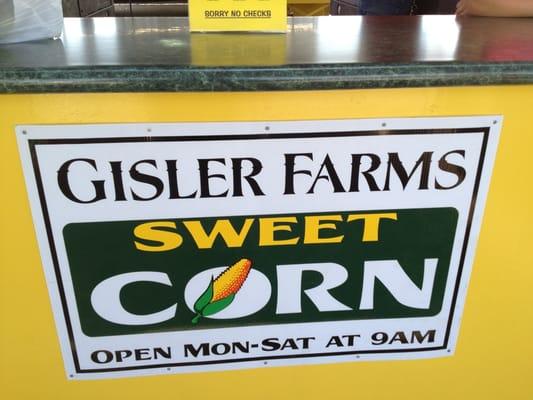 SORRY NO CHECKS
GISLER FARMS
SWEET
CORN
OPEN MON-SAT AT 9AM